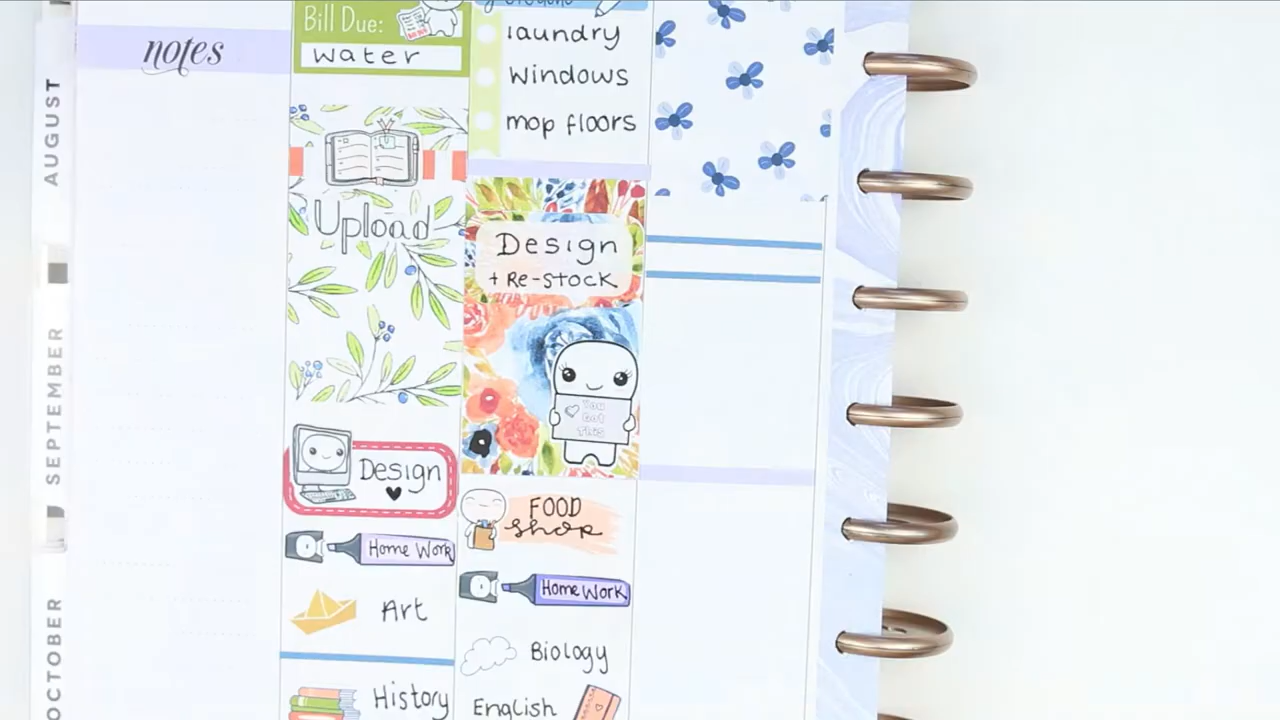 AUGUST
SEPTEMBER
OCTOBER
notes
Bill Due:
water
Upload
Design
Home Work
Art
History
laundry
Windows
mop floors
Design
+ Re-STOCK
You
Got
This
FOOD
shop
Home Work
Biology
English